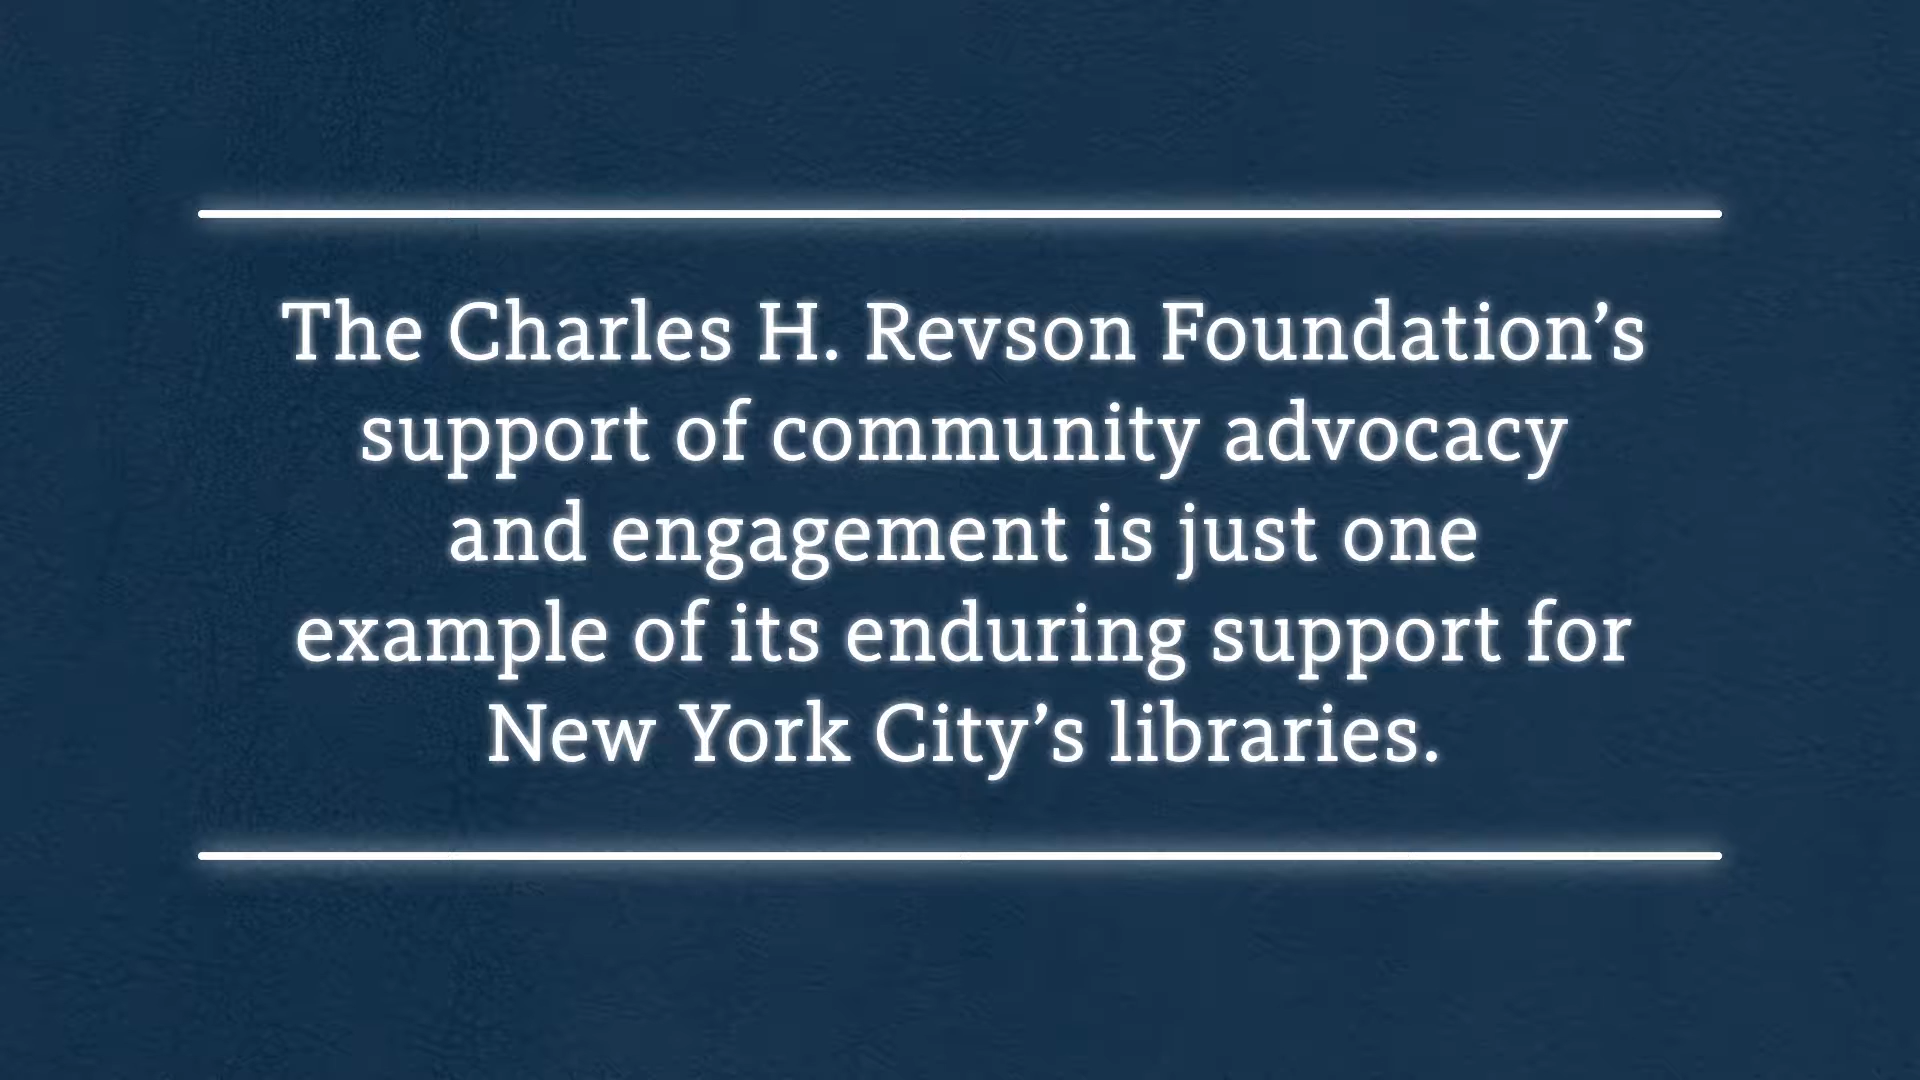 The Charles H. Revson Foundation’s
support of community advocacy
and engagement is just one
example of its enduring support for
New York City’s libraries.